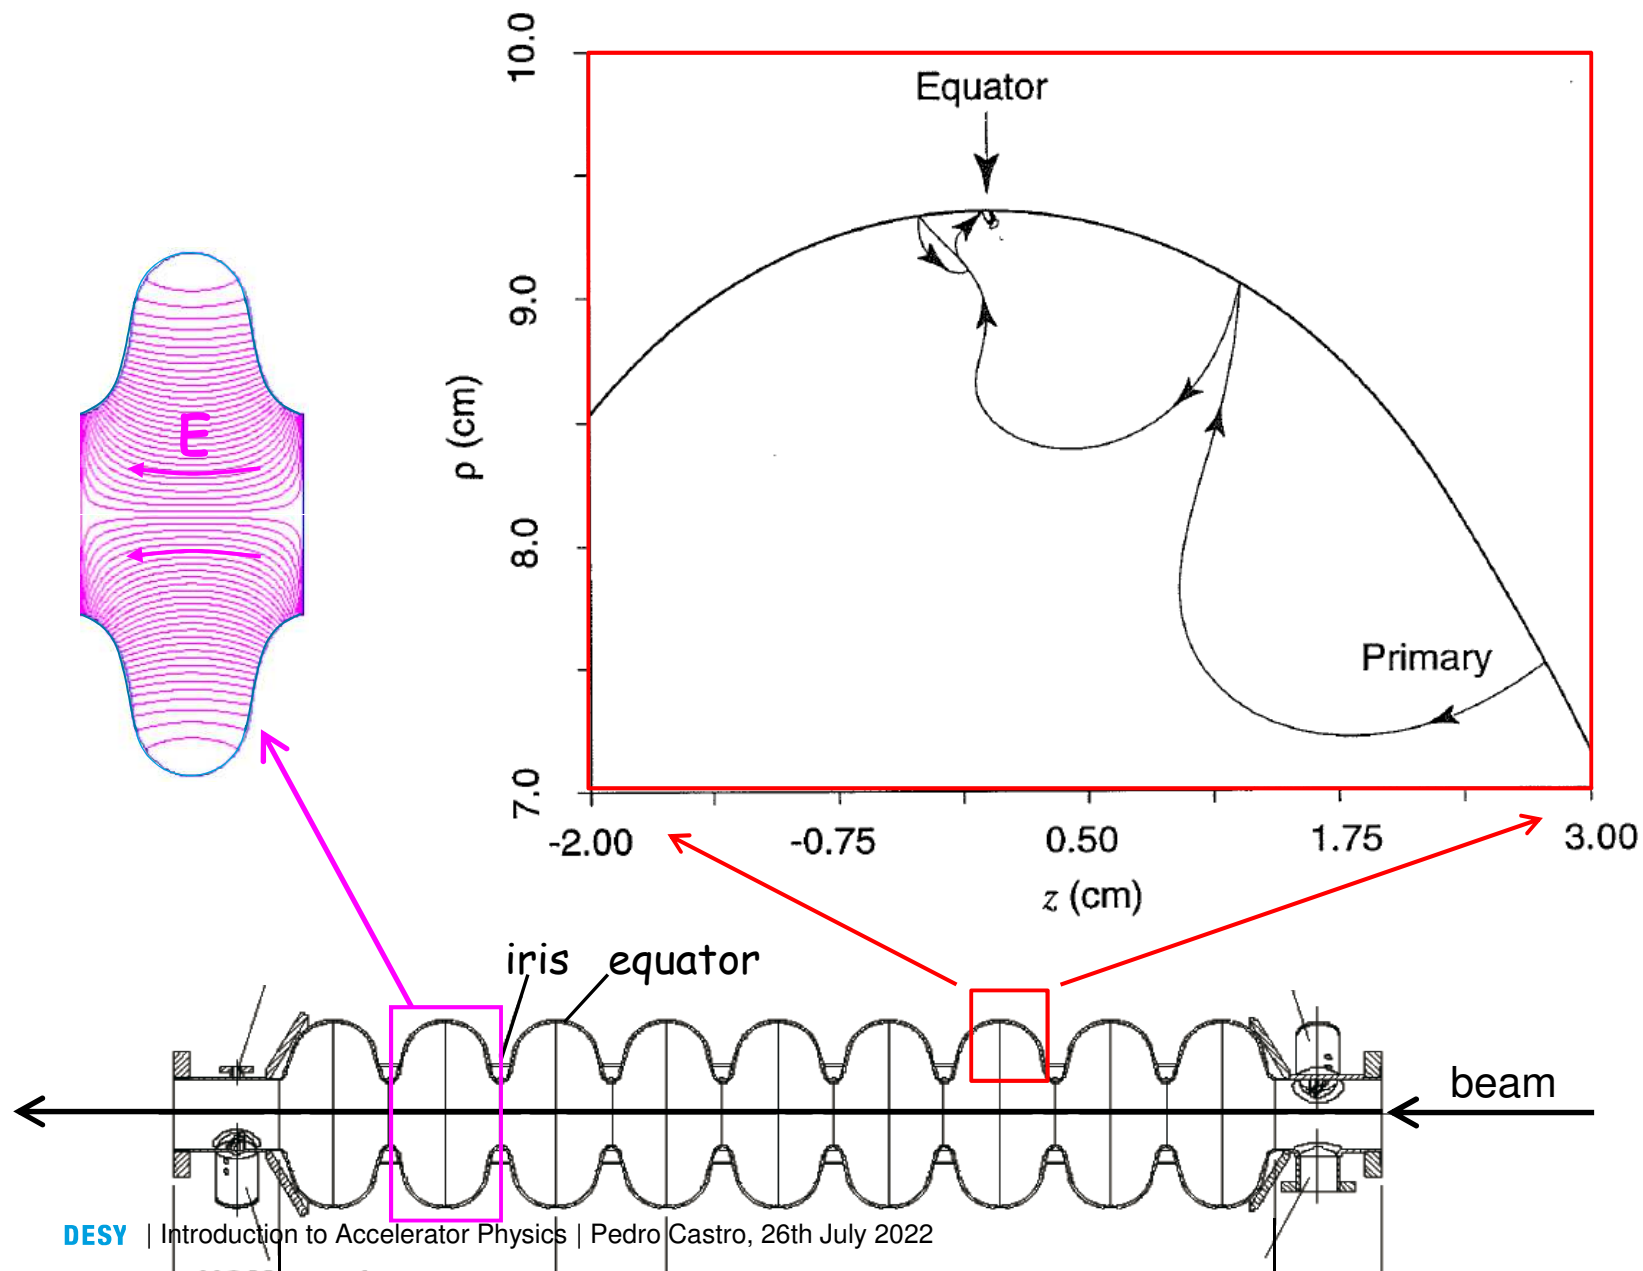 10.0
Equator
9.0
E
ρ (cm)
8.0
Primary
7.0
-2.00 -0.75 0.50 1.75 3.00
z (cm)
iris equator
beam
DESY | Introduction to Accelerator Physics | Pedro Castro, 26th July 2022